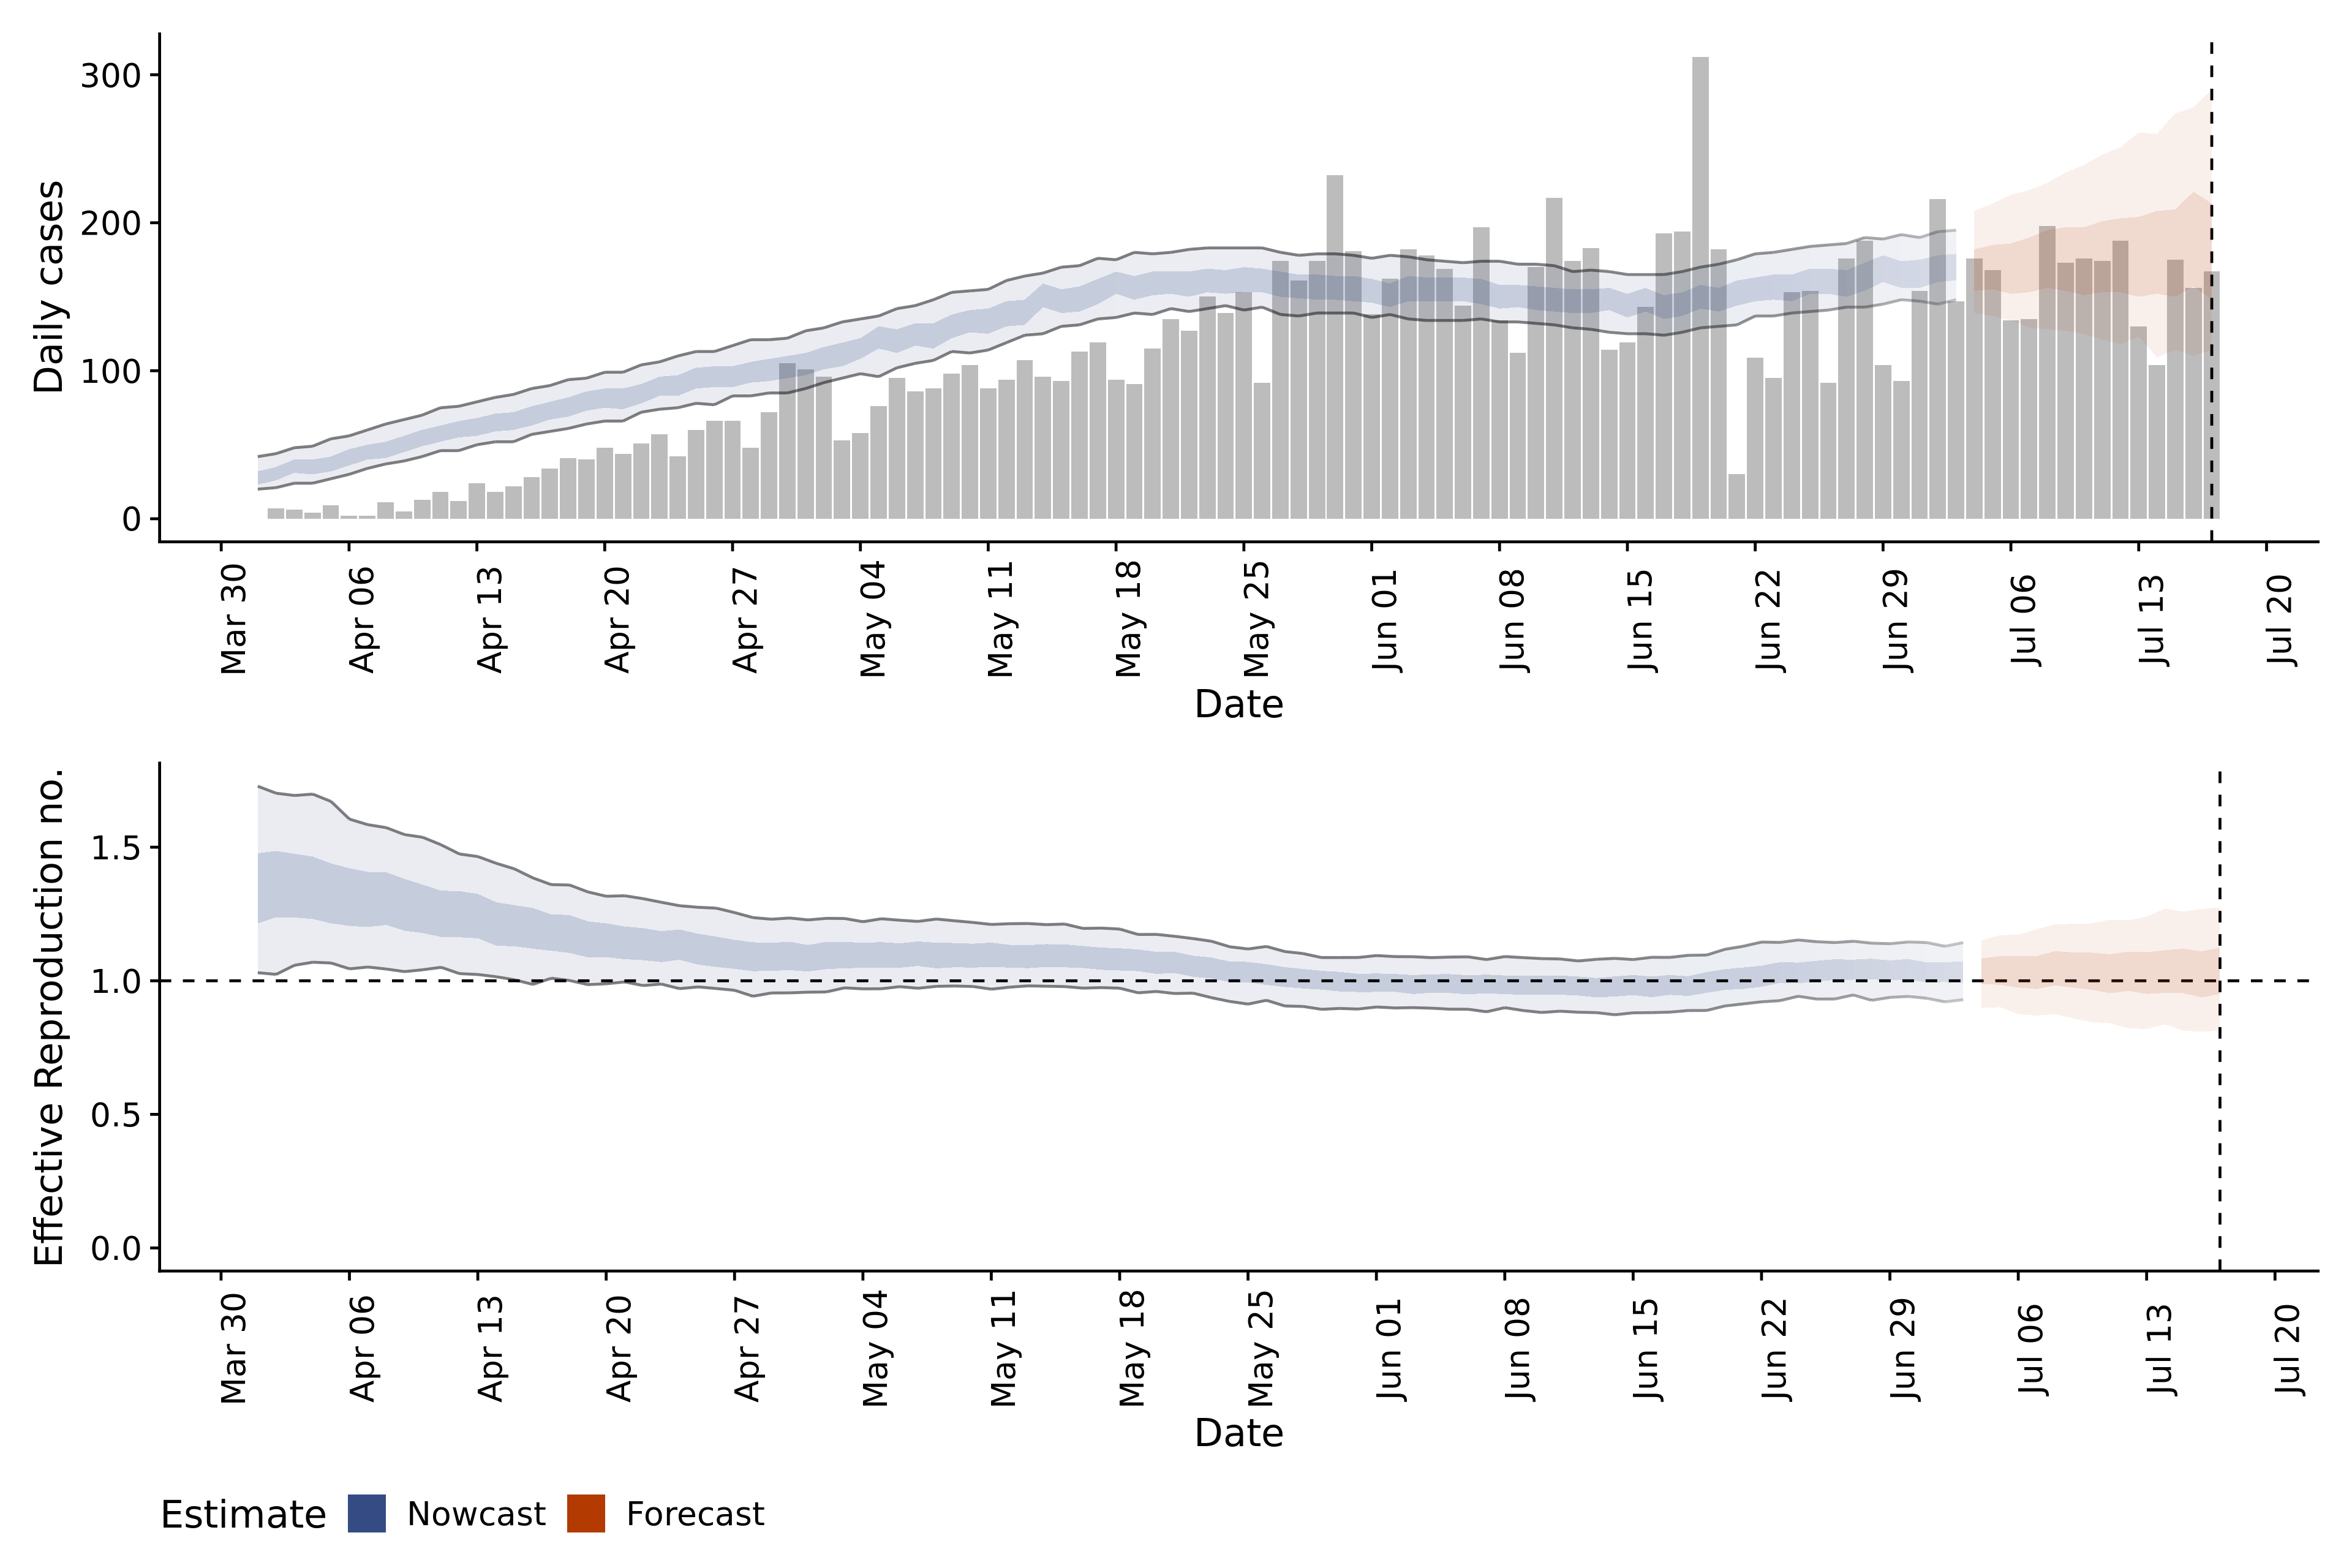 Daily cases
300
200
100
0
Mar 30
Apr 06
Apr 13
Apr 20
Apr 27
May 04
May 11
May 18
May 25
Jun 01
Jun 08
Jun 15
Jun 22
Jun 29
Jul 06
Jul 13
Jul 20
Date
Effective Reproduction no.
1.5
1.0
0.5
0.0
Mar 30
Apr 06
Apr 13
Apr 20
Apr 27
May 04
May 11
May 18
May 25
Jun 01
Jun 08
Jun 15
Jun 22
Jun 29
Jul 06
Jul 13
Jul 20
Date
Estimate Nowcast Forecast